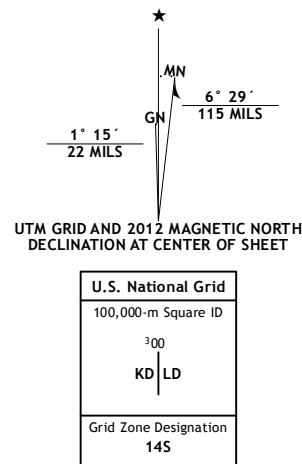 ★
MN
GN
6° 29´
115 MILS
1° 15´
22 MILS
UTM GRID AND 2012 MAGNETIC NORTH
DECLINATION AT CENTER OF SHEET
U.S. National Grid
100,000-m Square ID
³00
KD LD
Grid Zone Designation
14S